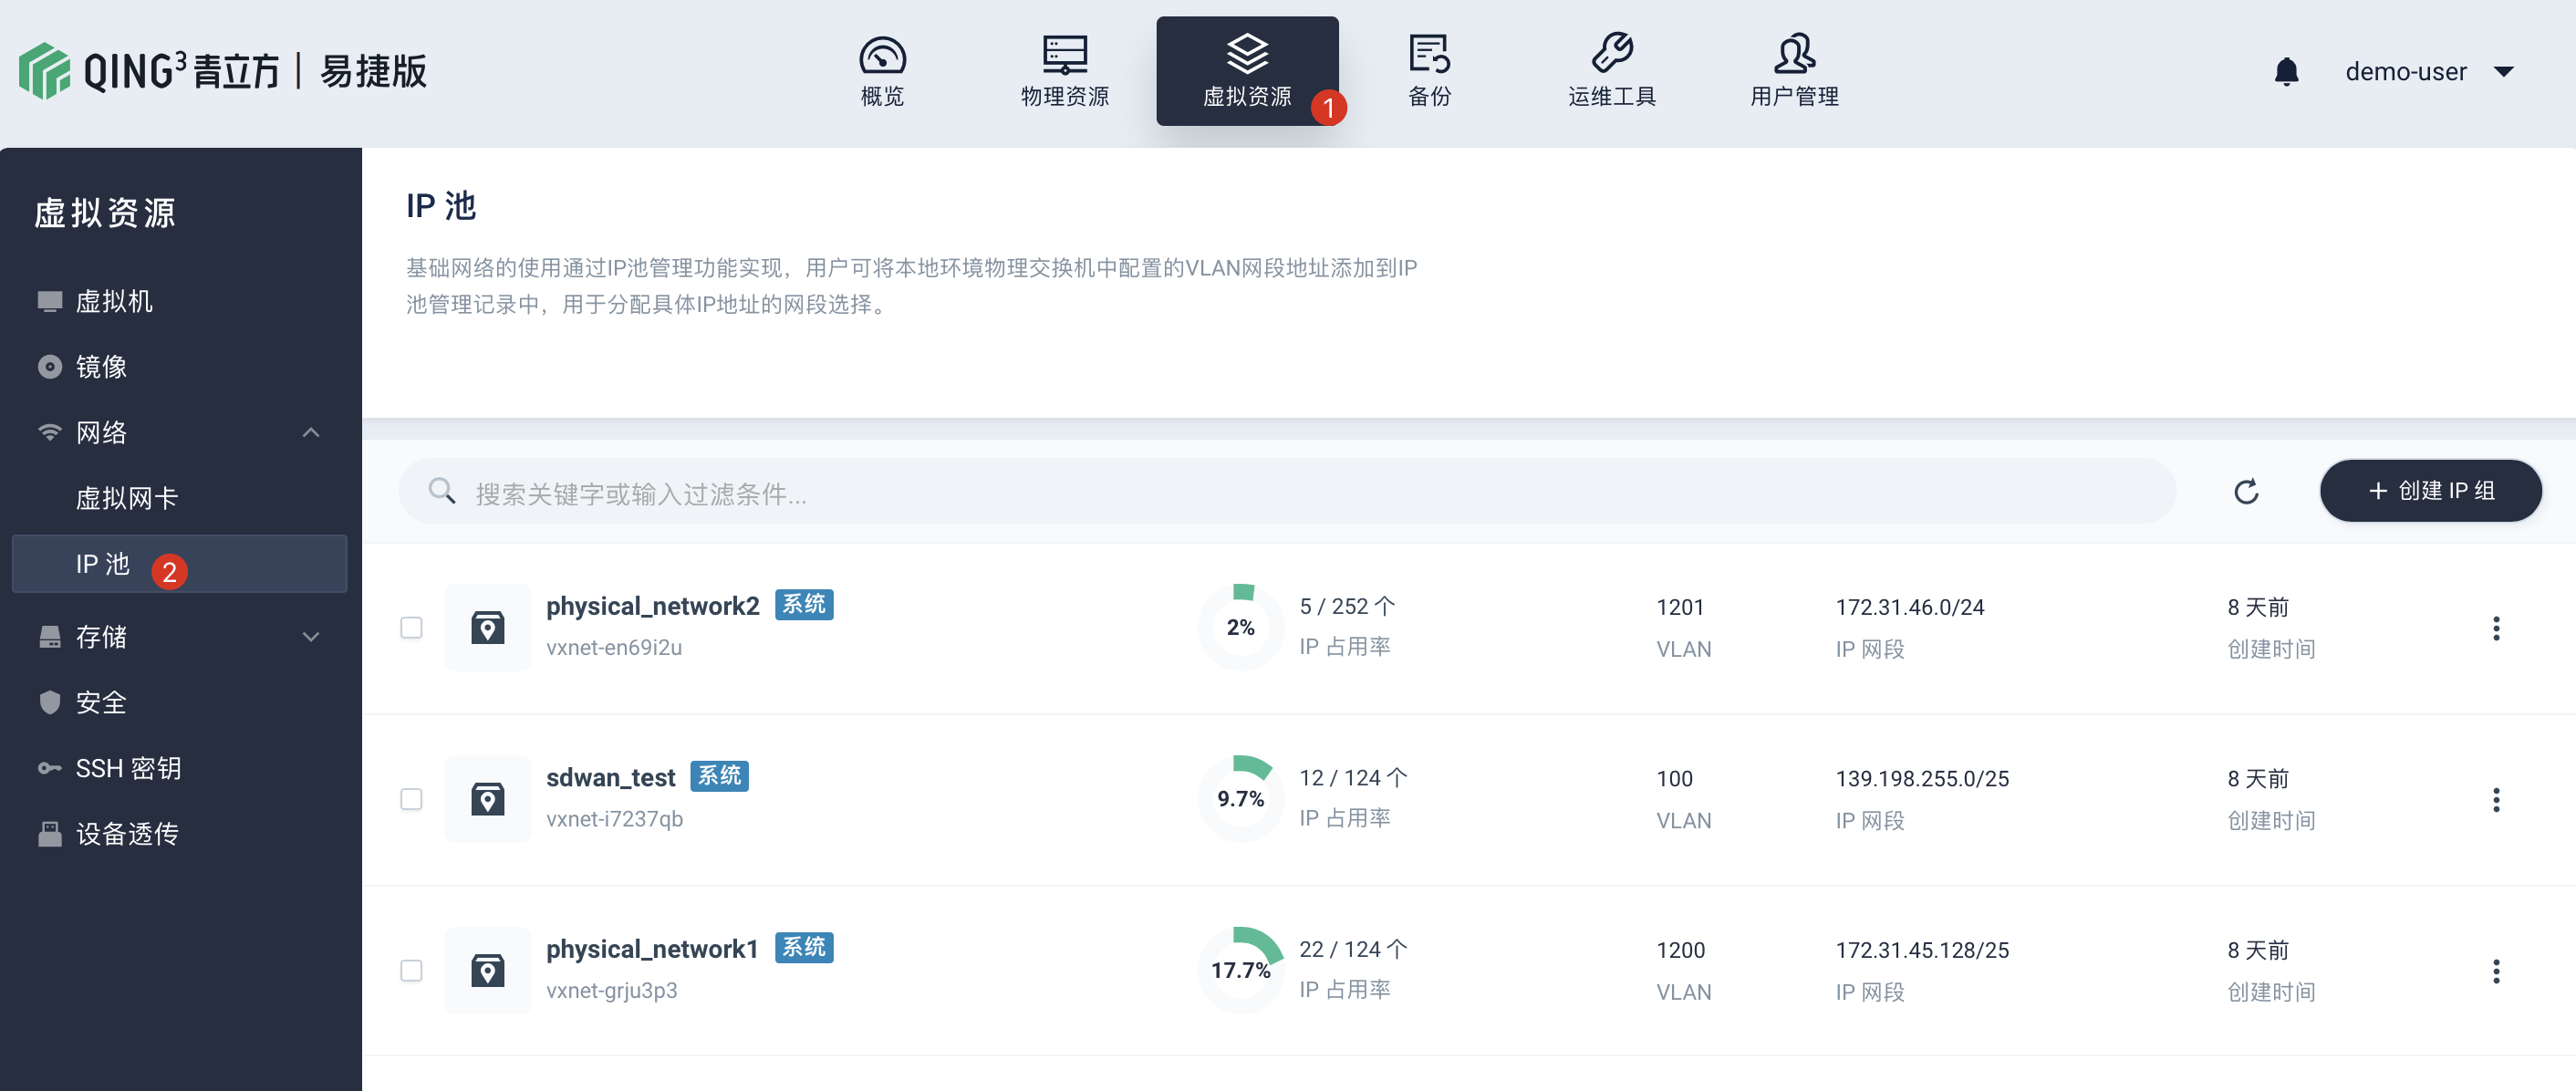 QING³青立方 | 易捷版
概览
物理资源
虚拟资源
1
备份
运维工具
用户管理
demo-user
虚拟资源
虚拟机
镜像
网络
虚拟网卡
IP 池
2
存储
安全
SSH 密钥
设备透传
IP 池
基础网络的使用通过IP池管理功能实现，用户可将本地环境物理交换机中配置的VLAN网段地址添加到IP
池管理记录中，用于分配具体IP地址的网段选择。
搜索关键字或输入过滤条件...
+ 创建 IP 组
physical_network2 系统
vxnet-en69i2u
2%
5 / 252 个
IP 占用率
1201
VLAN
172.31.46.0/24
IP 网段
8 天前
创建时间
sdwan_test 系统
vxnet-i7237qb
9.7%
12 / 124 个
IP 占用率
100
VLAN
139.198.255.0/25
IP 网段
8 天前
创建时间
physical_network1 系统
vxnet-grju3p3
17.7%
22 / 124 个
IP 占用率
1200
VLAN
172.31.45.128/25
IP 网段
8 天前
创建时间